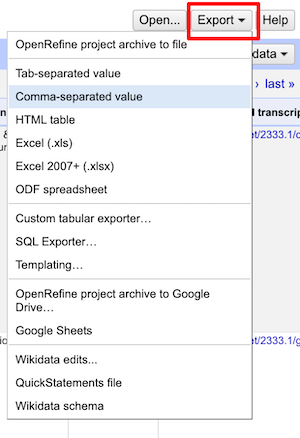 Open... Export Help
OpenRefine project archive to file
data
Tab-separated value
› last »
Comma-separated value
HTML table
Excel (.xls)
et/2333.1/
Excel 2007+ (.xlsx)
ODF spreadsheet
Custom tabular exporter…
SQL Exporter…
Templating…
OpenRefine project archive to Google
Drive…
Google Sheets
et/2333.1/
Wikidata edits...
QuickStatements file
Wikidata schema